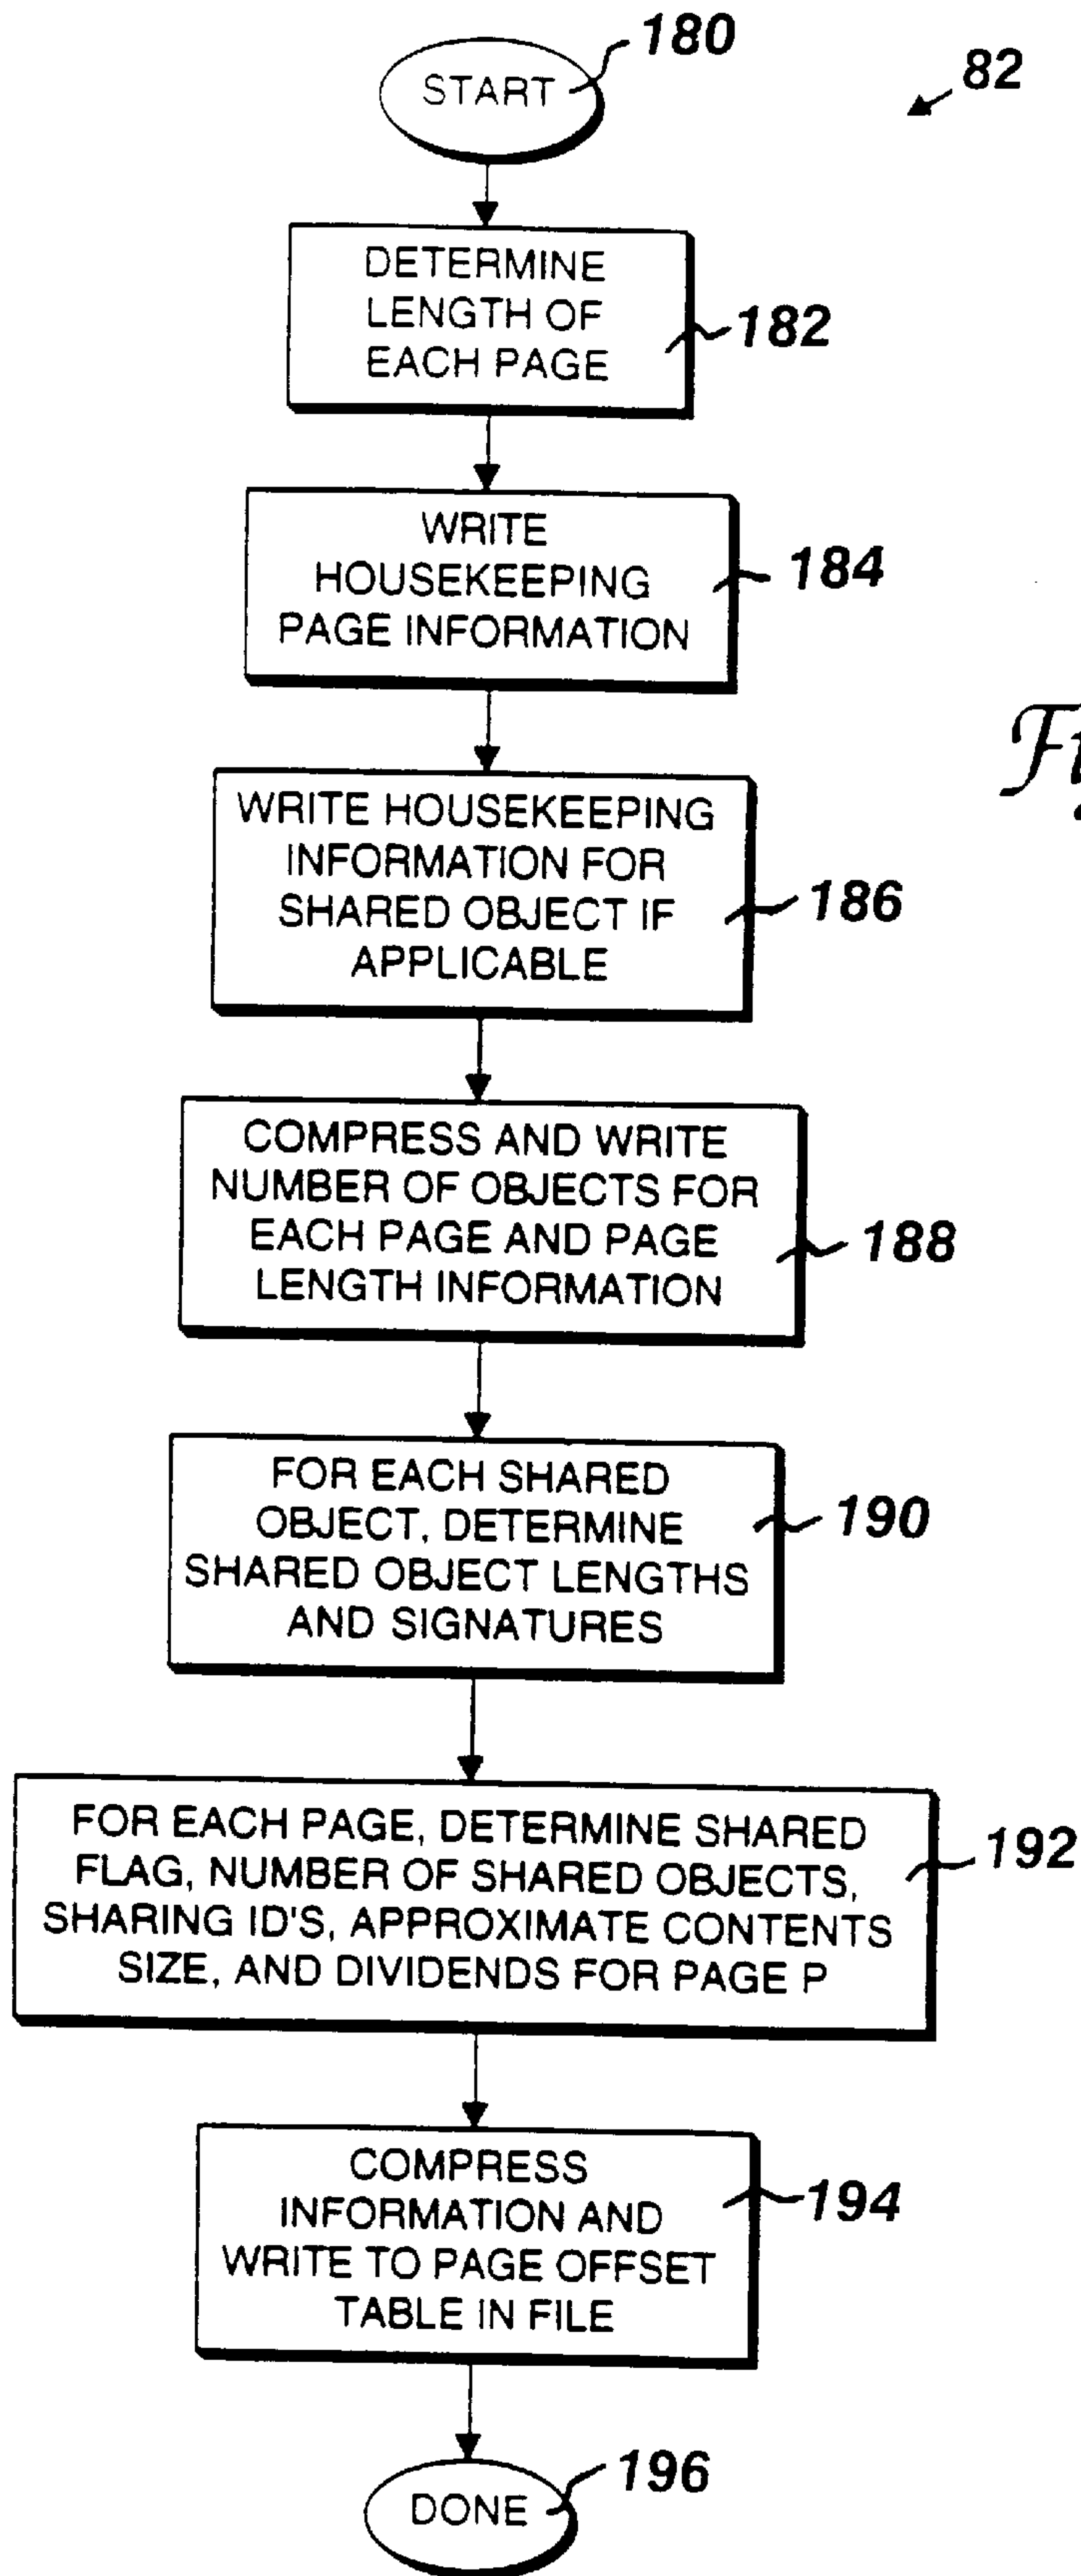 180
START
82
DETERMINE
LENGTH OF
EACH PAGE
182
WRITE
HOUSEKEEPING
PAGE INFORMATION
184
WRITE HOUSEKEEPING
INFORMATION FOR
SHARED OBJECT IF
APPLICABLE
186
COMPRESS AND WRITE
NUMBER OF OBJECTS FOR
EACH PAGE AND PAGE
LENGTH INFORMATION
188
FOR EACH SHARED
OBJECT, DETERMINE
SHARED OBJECT LENGTHS
AND SIGNATURES
190
FOR EACH PAGE, DETERMINE SHARED
FLAG, NUMBER OF SHARED OBJECTS,
SHARING ID'S, APPROXIMATE CONTENTS
SIZE, AND DIVIDENDS FOR PAGE P
192
COMPRESS
INFORMATION AND
WRITE TO PAGE OFFSET
TABLE IN FILE
194
DONE
196